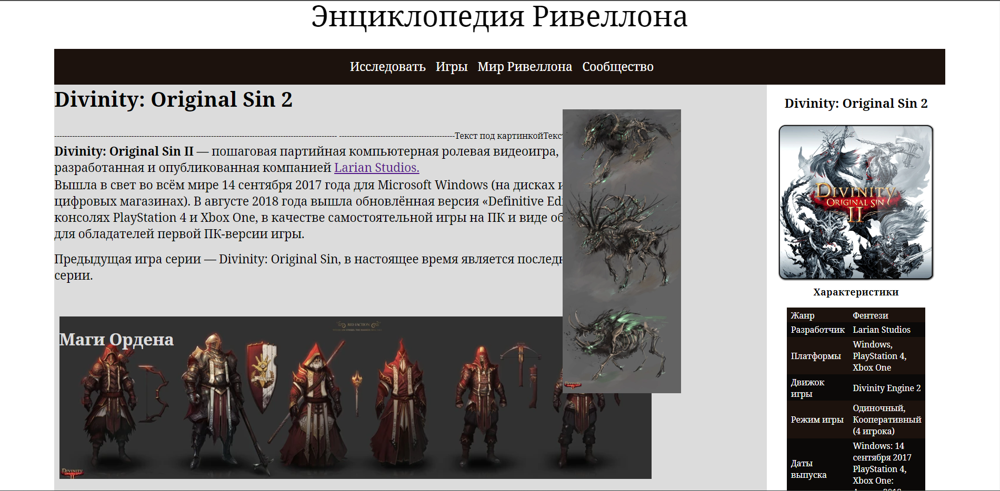 Энциклопедия Ривеллона
Исследовать Игры Мир Ривеллона Сообщество
Divinity: Original Sin 2
Текст под картинкой
Divinity: Original Sin II — пошаговая партийная компьютерная ролевая видеоигра,
разработанная и опубликованная компанией Larian Studios.
Вышла в свет во всём мире 14 сентября 2017 года для Microsoft Windows (на дисках и
цифровых магазинах). В августе 2018 года вышла обновлённая версия «Definitive
консолях PlayStation 4 и Xbox One, в качестве самостоятельной игры на ПК и виде
для обладателей первой ПК-версии игры.
Предыдущая игра серии — Divinity: Original Sin, в настоящее время является
серии.
RED FACTION
Маги Ордена
DIVINITY
Divinity: Original Sin 2
DIVINITY
ORIGINAL SIN
II
Характеристики
Жанр Фентези
Разработчик Larian Studios
Платформы Windows,
PlayStation 4,
Xbox One
Движок
игры Divinity Engine 2
Режим игры Одиночный,
Кооперативный
(4 игрока)
Даты
выпуска Windows: 14
сентября 2017
PlayStation 4,
Xbox One: